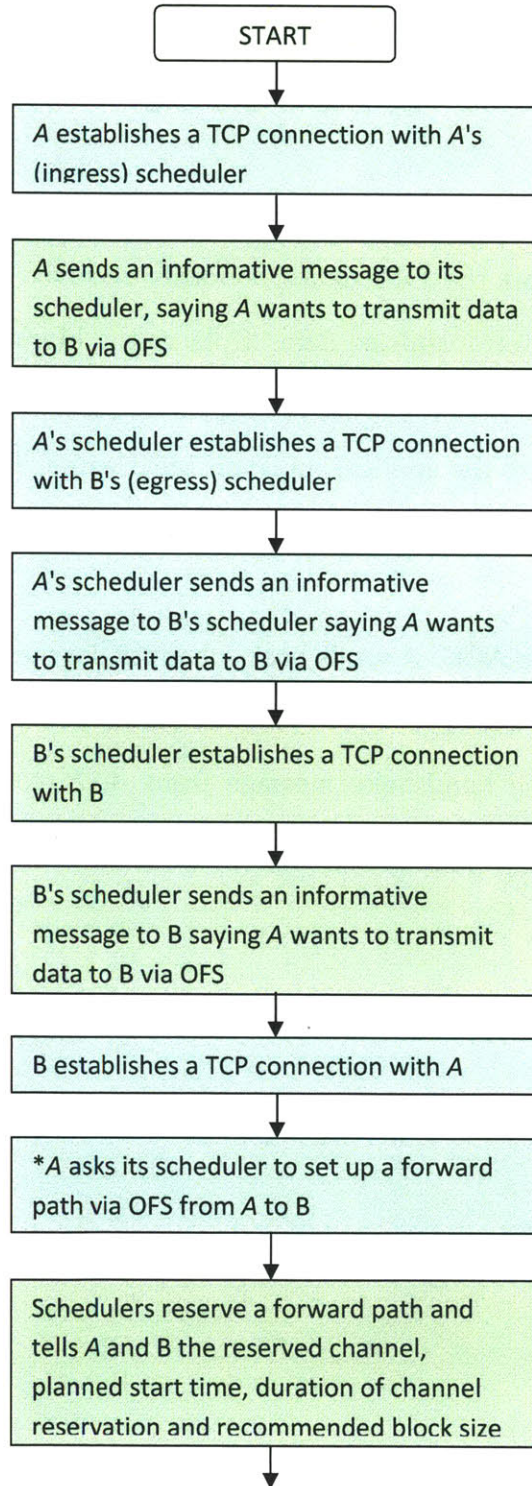 START
A establishes a TCP connection with A's
(ingress) scheduler
A sends an informative message to its
scheduler, saying A wants to transmit data
to B via OFS
A's scheduler establishes a TCP connection
with B's (egress) scheduler
A's scheduler sends an informative
message to B's scheduler saying A wants
to transmit data to B via OFS
B's scheduler establishes a TCP connection
with B
B's scheduler sends an informative
message to B saying A wants to transmit
data to B via OFS
B establishes a TCP connection with A
*A asks its scheduler to set up a forward
path via OFS from A to B
Schedulers reserve a forward path and
tells A and B the reserved channel,
planned start time, duration of channel
reservation and recommended block size